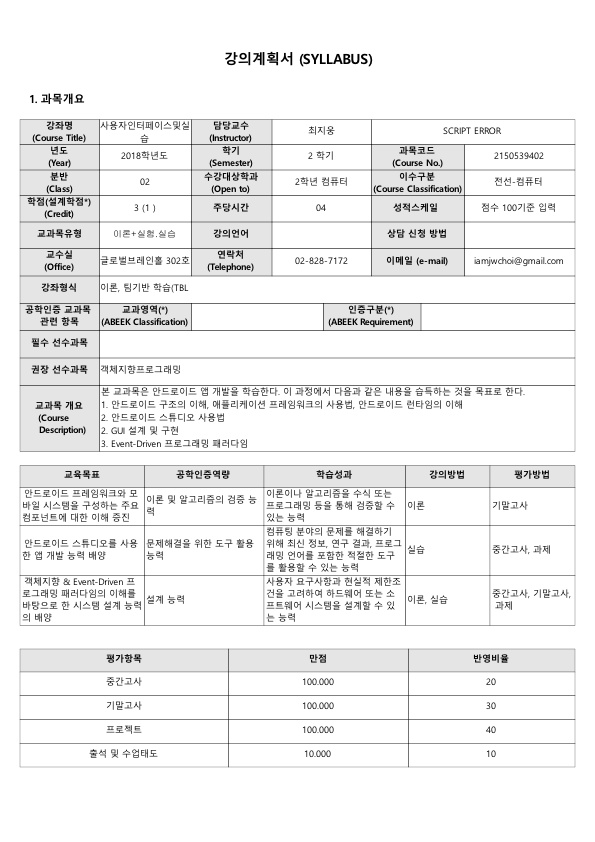 강의계획서 (SYLLABUS)
1. 과목개요
강좌명 (Course Title) 사용자인터페이스및실습 담당교수 (Instructor) 최지웅 SCRIPT ERROR
년도 (Year) 2018학년도 학기 (Semester) 2 학기 과목코드 (Course No.) 2150539402
분반 (Class) 02 수강대상학과 (Open to) 2학년 컴퓨터 이수구분 (Course Classification) 전선-컴퓨터
학점(설계학점*) (Credit) 3 (1 ) 주당시간 04 성적스케일 점수 100기준 입력
교과목유형 이론+실험.실습 강의언어 상담 신청 방법
교수실 (Office) 글로벌브레인홀 302호 연락처 (Telephone) 02-828-7172 이메일 (e-mail) iamjwchoi@gmail.com
강좌형식 이론, 팀기반 학습(TBL
공학인증 교과목 관련 항목 교과영역(*) (ABEEK Classification) 인증구분(*) (ABEEK Requirement)
필수 선수과목
권장 선수과목 객체지향프로그래밍
교과목 개요 (Course Description)
본 교과목은 안드로이드 앱 개발을 학습한다. 이 과정에서 다음과 같은 내용을 습득하는 것을 목표로 한다.
1. 안드로이드 구조의 이해, 애플리케이션 프레임워크의 사용법, 안드로이드 런타임의 이해
2. 안드로이드 스튜디오 사용법
2. GUI 설계 및 구현
3. Event-Driven 프로그래밍 패러다임
교육목표 공학인증역량 학습성과 강의방법 평가방법
안드로이드 프레임워크와 모
바일 시스템을 구성하는 주요
컴포넌트에 대한 이해 증진
이론 및 알고리즘의 검증 능
력
이론이나 알고리즘을 수식 또는
프로그래밍 등을 통해 검증할 수
있는 능력
이론
기말고사
안드로이드 스튜디오를 사용
한 앱 개발 능력 배양
문제해결을 위한 도구 활용
능력
컴퓨팅 분야의 문제를 해결하기
위해 최신 정보, 연구 결과, 프로그
래밍 언어를 포함한 적절한 도구
를 활용할 수 있는 능력
실습
중간고사, 과제
객체지향 & Event-Driven 프
로그래밍 패러다임의 이해를
바탕으로 한 시스템 설계 능력
의 배양
설계 능력
사용자 요구사항과 현실적 제한조
건을 고려하여 하드웨어 또는 소
프트웨어 시스템을 설계할 수 있
는 능력
이론, 실습
중간고사, 기말고사,
과제
평가항목 만점 반영비율
중간고사 100.000 20
기말고사 100.000 30
프로젝트 100.000 40
출석 및 수업태도 10.000 10